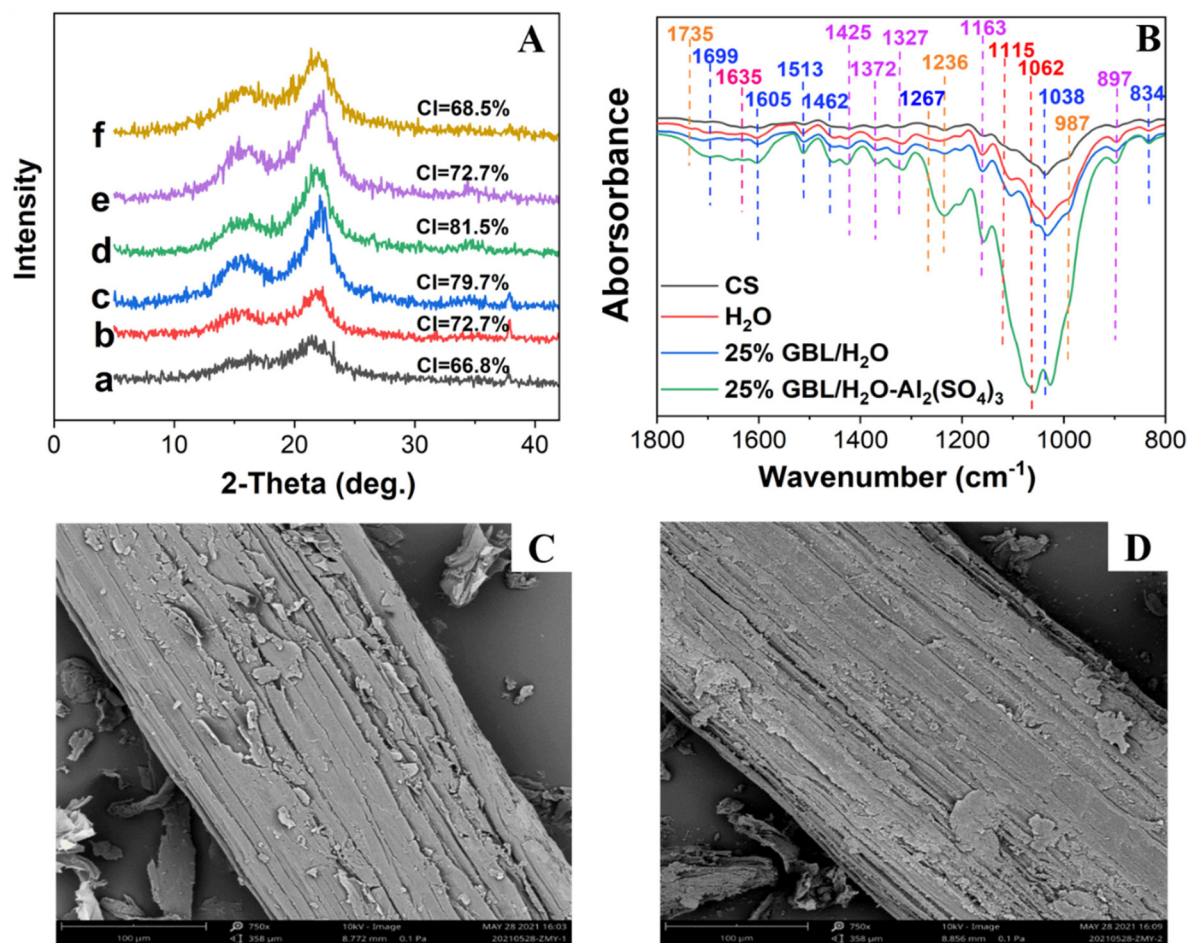 A
CI=68.5%
f
CI=72.7%
e
CI=81.5%
d
CI=79.7%
c
CI=72.7%
b
CI=66.8%
a
Intensity
0 10 20 30 40
2-Theta (deg.)
B
1735 1425 1327 1163
1699 1236 1115
1635 1513 1372 1062
1605 1462 1267 1038 897 834
987
CS
H₂O
25% GBL/H₂O
25% GBL/H₂O-Al₂(SO₄)₃
Aborsorbance
1800 1600 1400 1200 1000 800
Wavenumber (cm⁻¹)
C
100 µm
750x 10kV - Image MAY 28 2021 16:03
358 µm 8.772 mm 0.1 Pa 20210528-ZMY-1
D
100 µm
750x 10kV - Image MAY 28 2021 16:09
358 µm 8.856 mm 0.1 Pa 20210528-ZMY-2